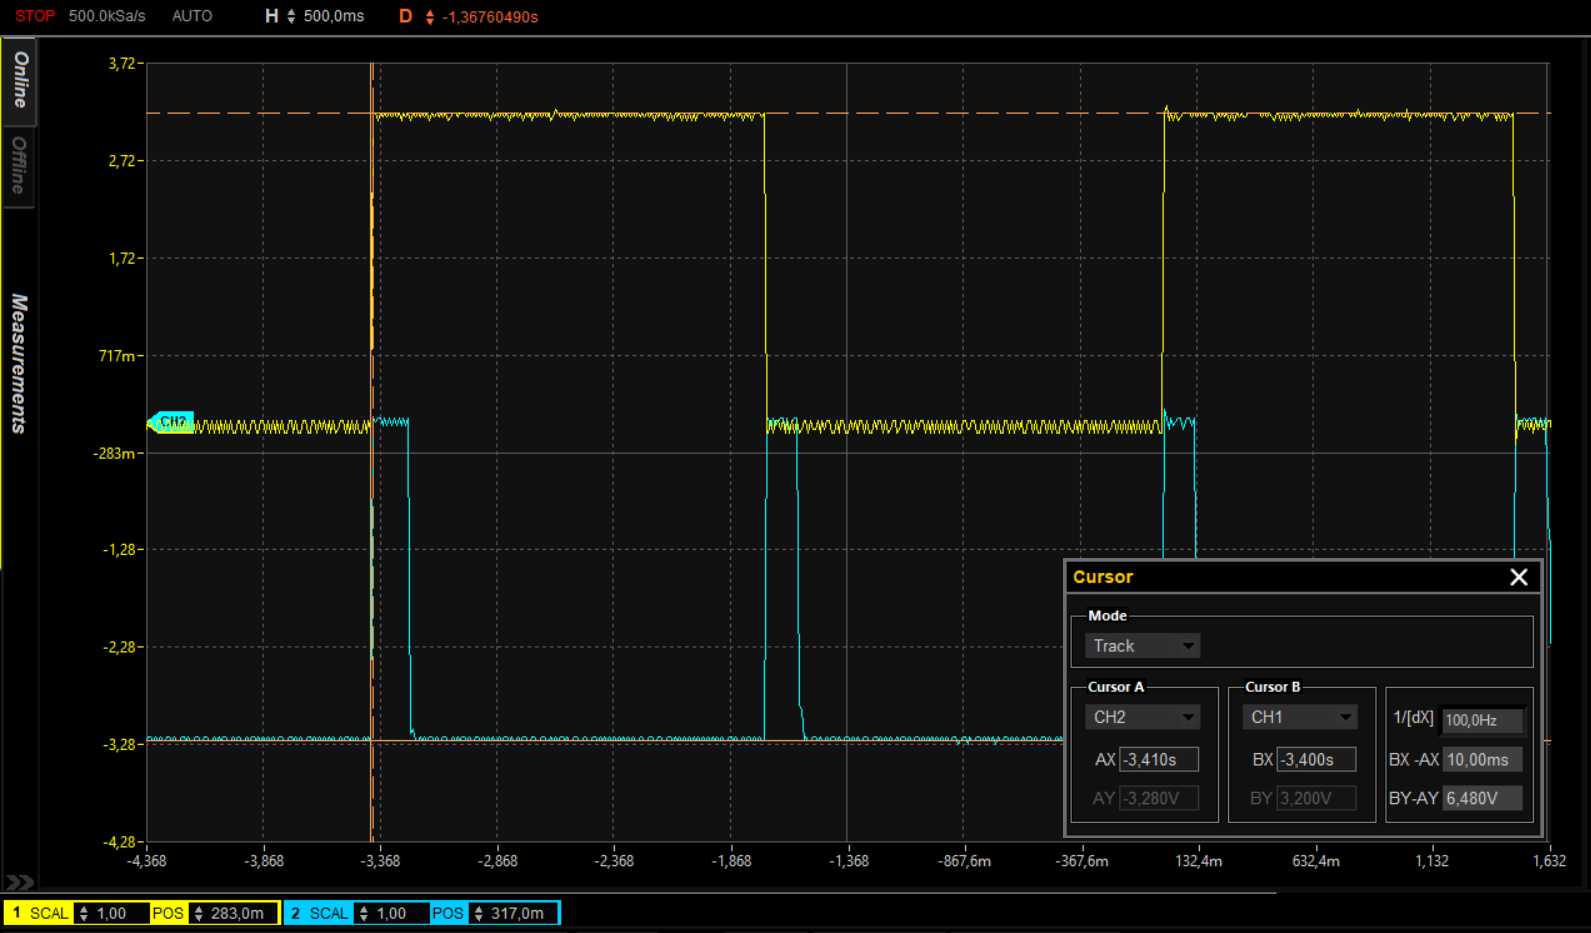 STOP 500.0kSa/s AUTO H 500,0ms D -1,36760490s
Online
Offline
Measurements
3,72
2,72
1,72
717m
CH2
-283m
-1,28
-2,28
-3,28
-4,28
-4,368 -3,868 -3,368 -2,868 -2,368 -1,868 -1,368 -867,6m -367,6m 132,4m 632,4m 1,132 1,632
Cursor
Mode
Track
Cursor A
CH2
AX -3,410s
AY -3,280V
Cursor B
CH1
BX -3,400s
BY 3,200V
1/[dX] 100,0Hz
BX -AX 10,00ms
BY-AY 6,480V
1 SCAL 1,00 POS 283,0m 2 SCAL 1,00 POS 317,0m